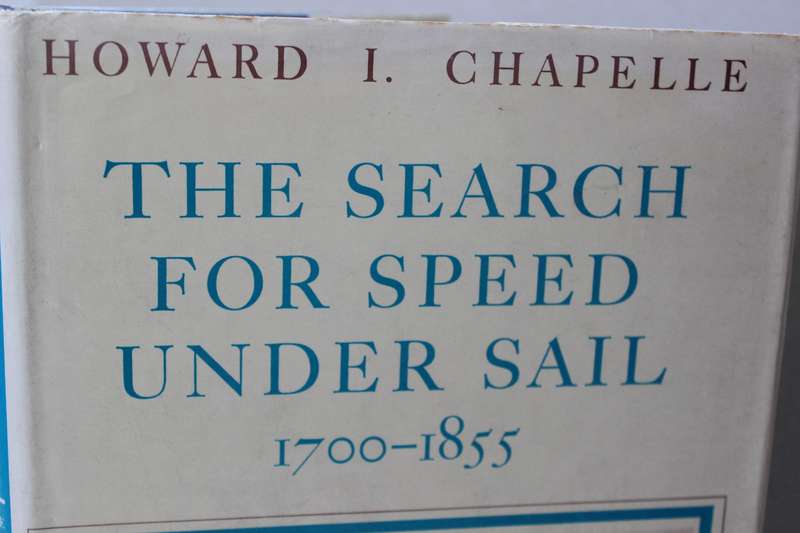 HOWARD I. CHAPELLE
THE SEARCH
FOR SPEED
UNDER SAIL
1700–1855